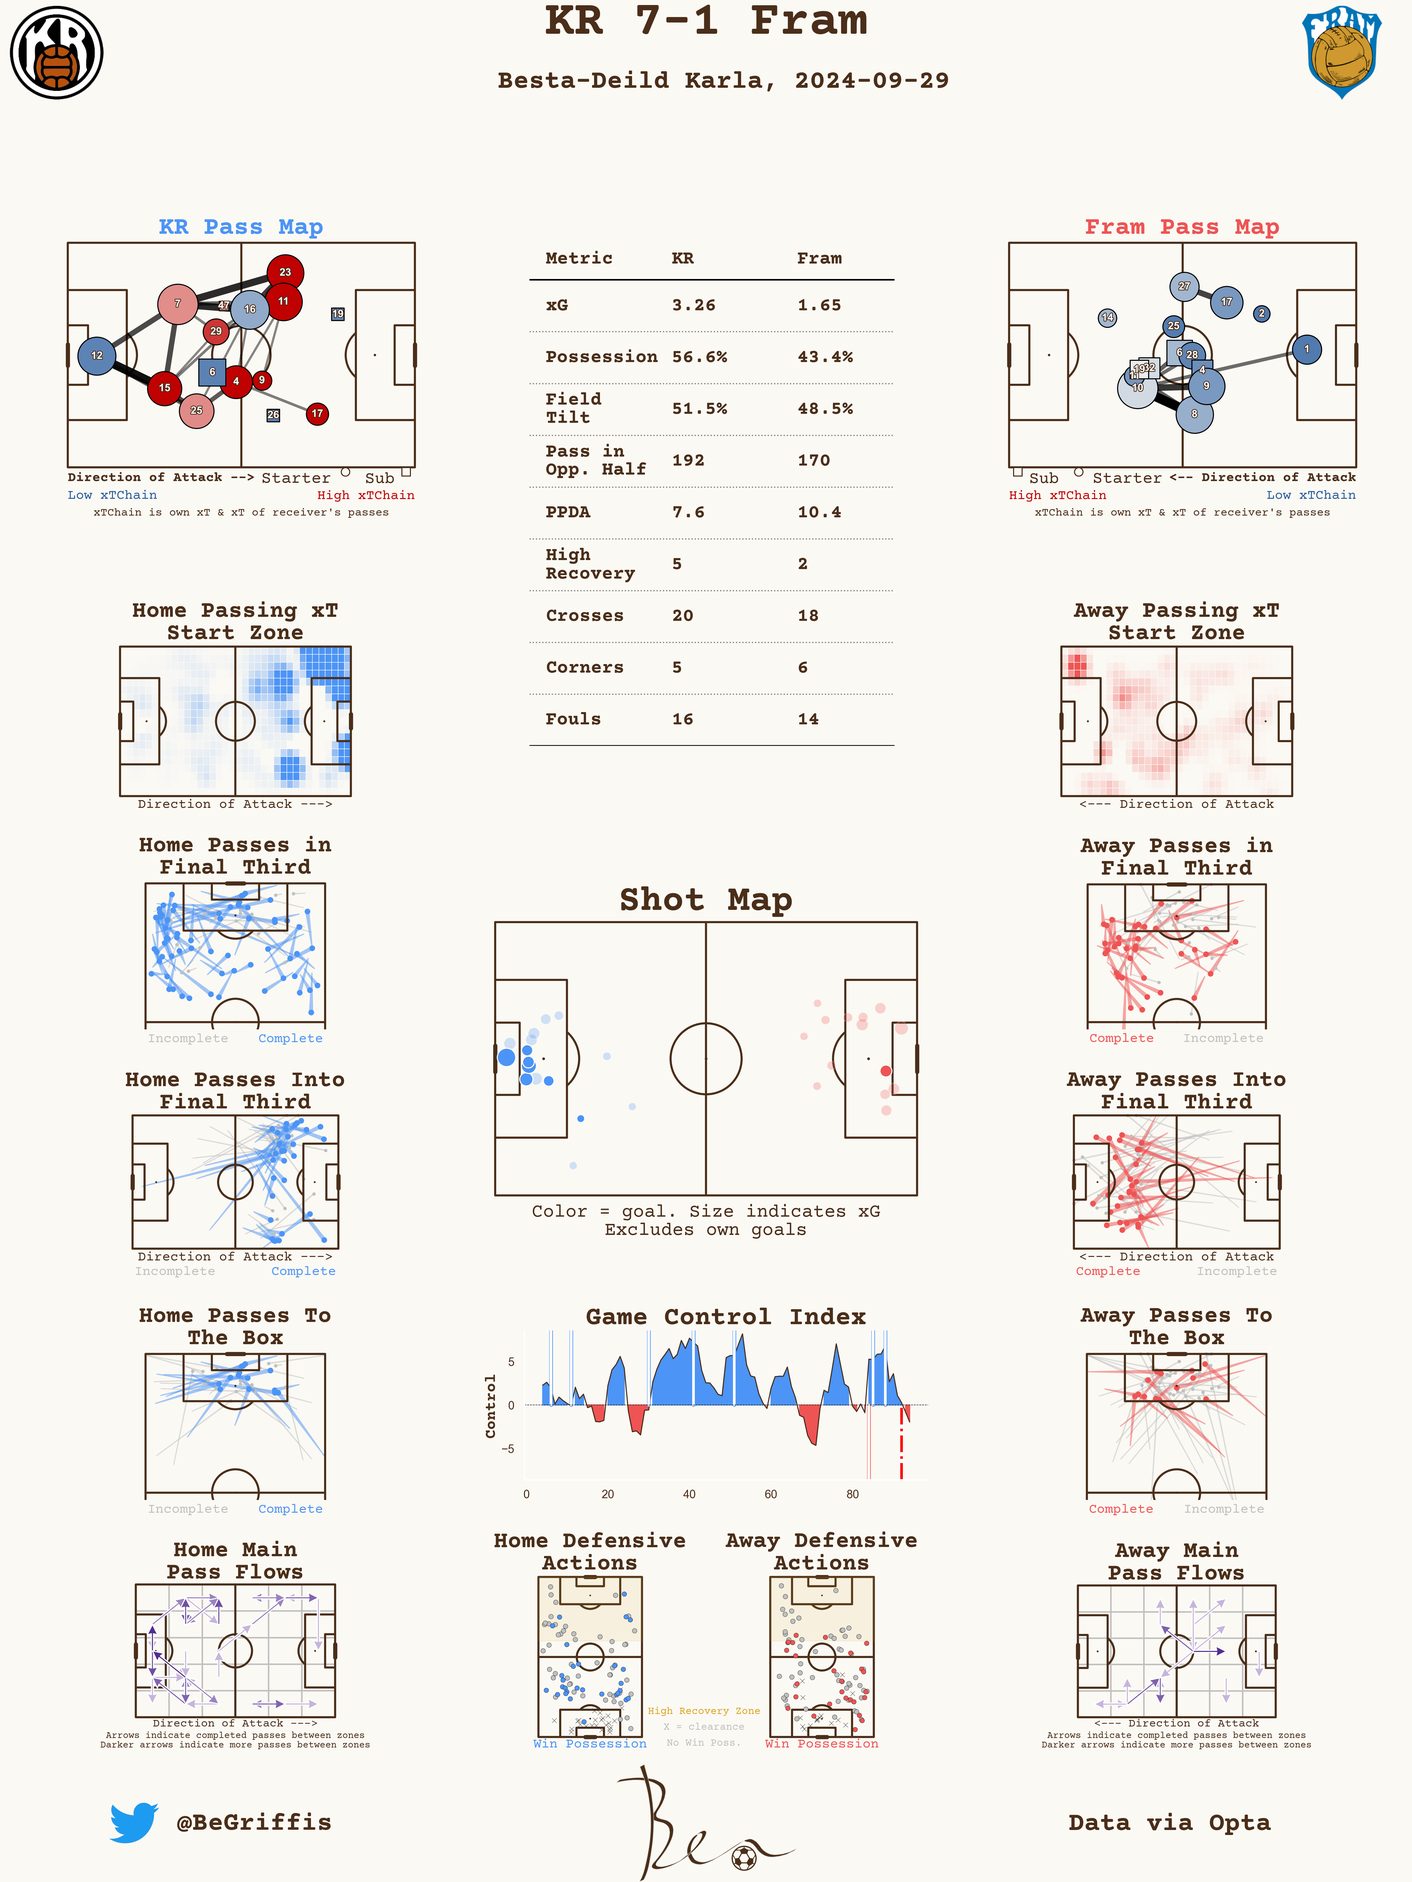 KR 7-1 Fram
Besta-Deild Karla, 2024-09-29
KR
FRAM
KR Pass Map
23
7
47
16
11
19
29
12
6
4
9
15
25
26
17
Direction of Attack --> Starter Sub
Low xTChain High xTChain
xTChain is own xT & xT of receiver's passes
Metric KR Fram
xG 3.26 1.65
Possession 56.6% 43.4%
Field
Tilt 51.5% 48.5%
Pass in
Opp. Half 192 170
PPDA 7.6 10.4
High
Recovery 5 2
Crosses 20 18
Corners 5 6
Fouls 16 14
Fram Pass Map
27
17
2
14
25
6
28
1
19
4
10
9
8
Sub Starter <-- Direction of Attack
High xTChain Low xTChain
xTChain is own xT & xT of receiver's passes
Home Passing xT
Start Zone
Direction of Attack --->
Away Passing xT
Start Zone
<--- Direction of Attack
Home Passes in
Final Third
Incomplete Complete
Away Passes in
Final Third
Complete Incomplete
Shot Map
Color = goal. Size indicates xG
Excludes own goals
Home Passes Into
Final Third
Direction of Attack --->
Incomplete Complete
Away Passes Into
Final Third
<--- Direction of Attack
Complete Incomplete
Home Passes To
The Box
Incomplete Complete
Game Control Index
Control
5
0
−5
0 20 40 60 80
Away Passes To
The Box
Complete Incomplete
Home Main
Pass Flows
Direction of Attack --->
Arrows indicate completed passes between zones
Darker arrows indicate more passes between zones
Home Defensive
Actions
Win Possession
Away Defensive
Actions
Win Possession
High Recovery Zone
X = clearance
No Win Poss.
Away Main
Pass Flows
<--- Direction of Attack
Arrows indicate completed passes between zones
Darker arrows indicate more passes between zones
@BeGriffis
Ben
Data via Opta